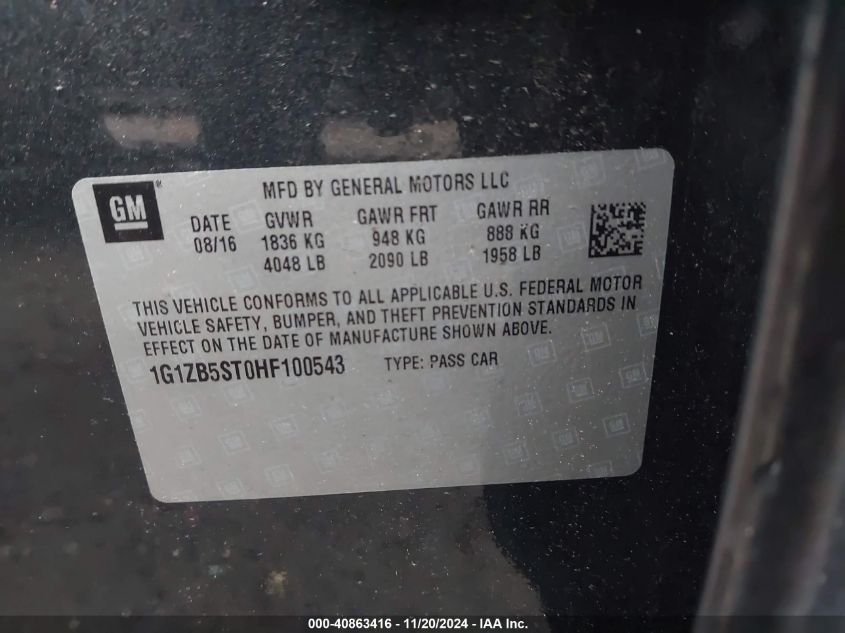 GM
MFD BY GENERAL MOTORS LLC
DATE GVWR GAWR FRT GAWR RR
08/16 1836 KG 948 KG 888 KG
4048 LB 2090 LB 1958 LB
THIS VEHICLE CONFORMS TO ALL APPLICABLE U.S. FEDERAL MOTOR
VEHICLE SAFETY, BUMPER, AND THEFT PREVENTION STANDARDS IN
EFFECT ON THE DATE OF MANUFACTURE SHOWN ABOVE.
1G1ZB5ST0HF100543 TYPE: PASS CAR
000-40863416 - 11/20/2024 - IAA Inc.